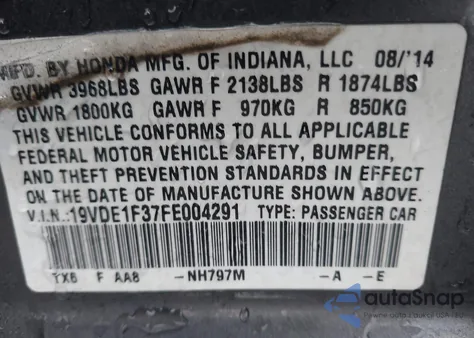 MFD. BY HONDA MFG. OF INDIANA, LLC 08/'14
GVWR 3968LBS GAWR F 2138LBS R 1874LBS
GVWR 1800KG GAWR F 970KG R 850KG
THIS VEHICLE CONFORMS TO ALL APPLICABLE
FEDERAL MOTOR VEHICLE SAFETY, BUMPER,
AND THEFT PREVENTION STANDARDS IN EFFECT
ON THE DATE OF MANUFACTURE SHOWN ABOVE.
V.I.N.:19VDE1F37FE004291 TYPE: PASSENGER CAR
TX6 F AA8 -NH797M -A -E
autoSnap